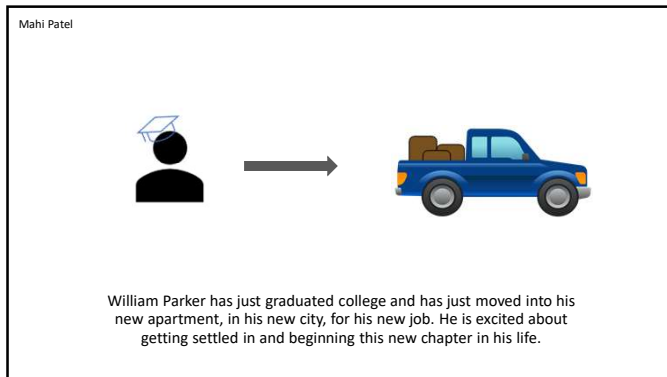 Mahi Patel
William Parker has just graduated college and has just moved into his
new apartment, in his new city, for his new job. He is excited about
getting settled in and beginning this new chapter in his life.